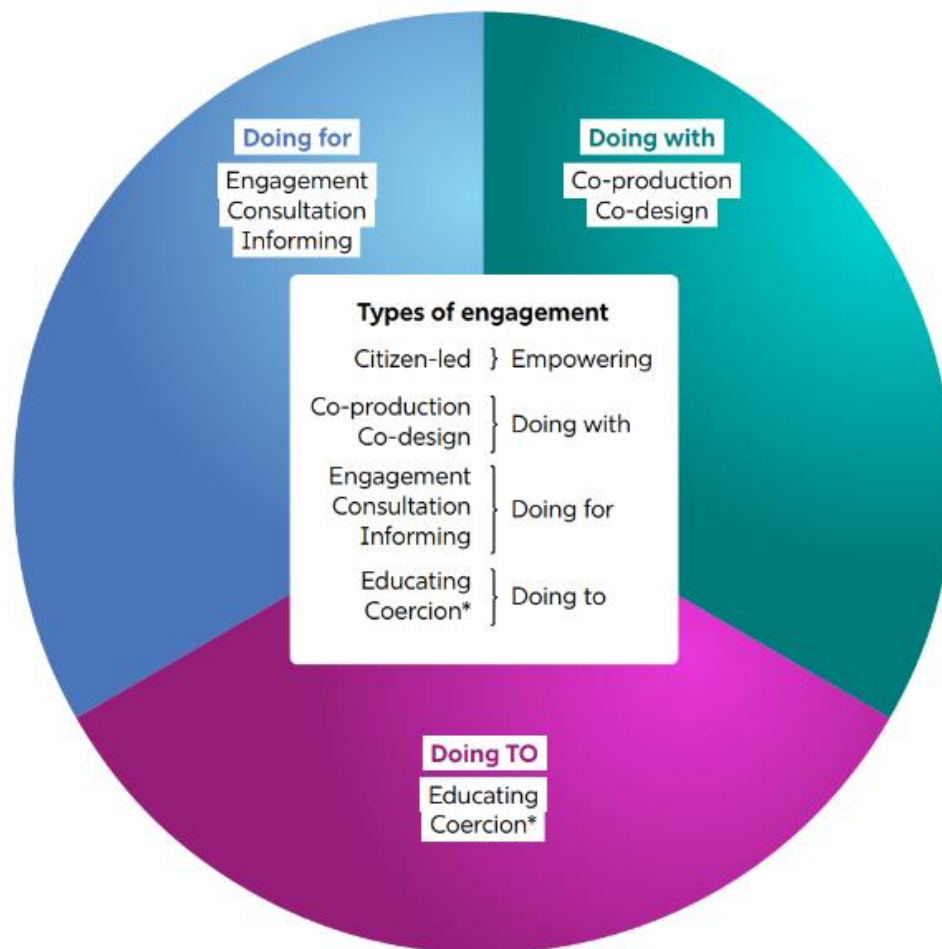 Doing for
Engagement
Consultation
Informing
Doing with
Co-production
Co-design
Types of engagement
Citizen-led } Empowering
Co-production
Co-design } Doing with
Engagement
Consultation } Doing for
Informing
Educating
Coercion* } Doing to
Doing TO
Educating
Coercion*